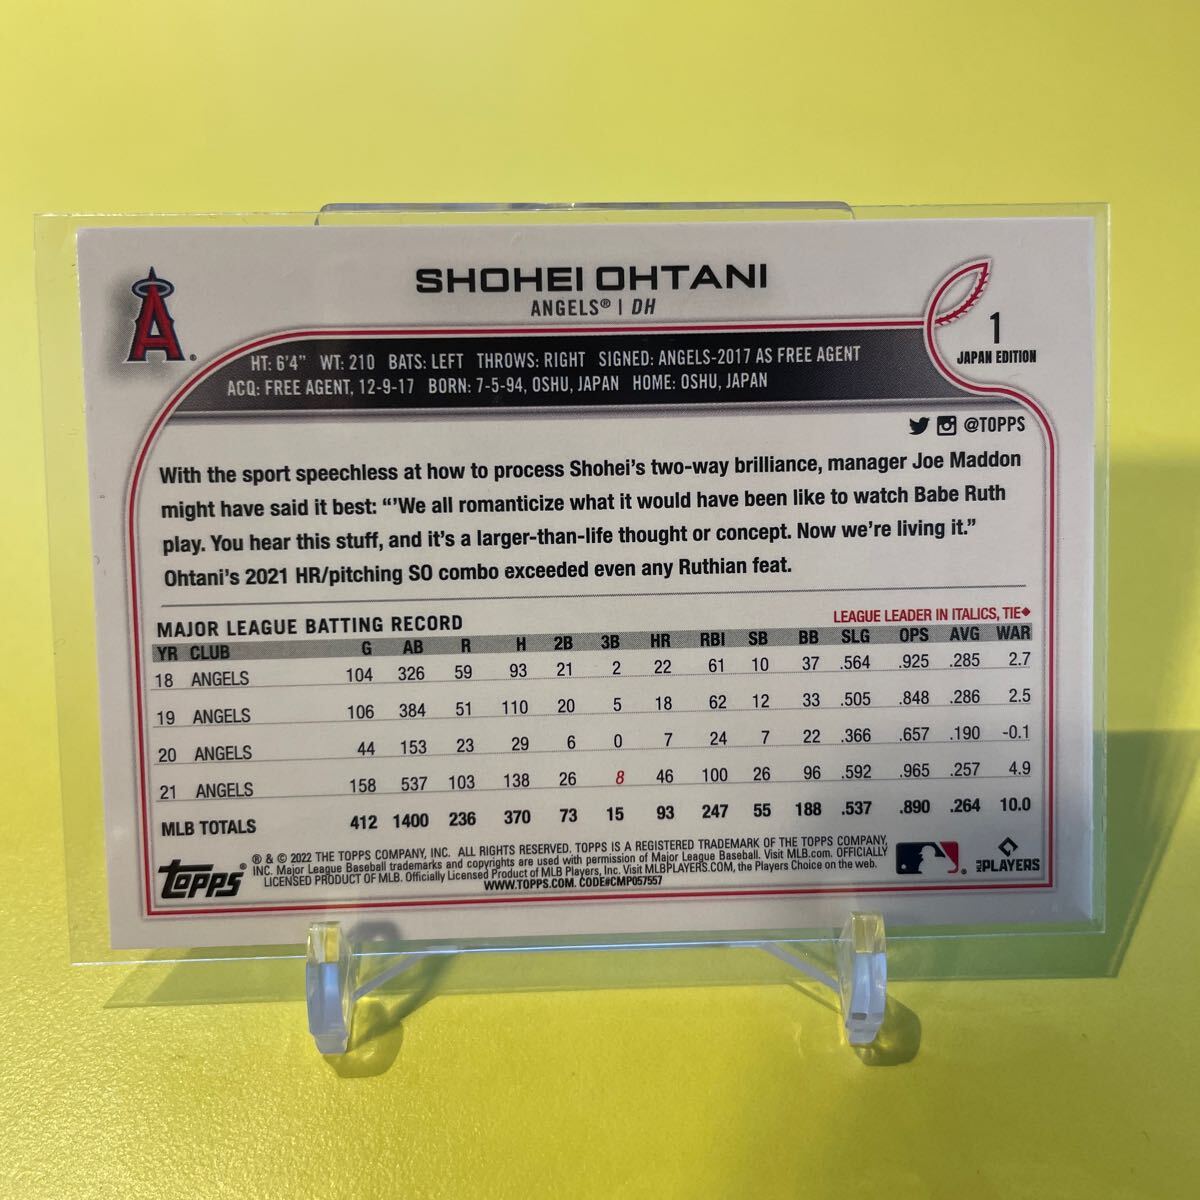 A
SHOHEI OHTANI
ANGELS® | DH
1
JAPAN EDITION
HT: 6'4" WT: 210 BATS: LEFT THROWS: RIGHT SIGNED: ANGELS-2017 AS FREE AGENT
ACQ: FREE AGENT, 12-9-17 BORN: 7-5-94, OSHU, JAPAN HOME: OSHU, JAPAN
@TOPPS
With the sport speechless at how to process Shohei's two-way brilliance, manager Joe Maddon
might have said it best: “'We all romanticize what it would have been like to watch Babe Ruth
play. You hear this stuff, and it's a larger-than-life thought or concept. Now we're living it.”
Ohtani's 2021 HR/pitching SO combo exceeded even any Ruthian feat.
MAJOR LEAGUE BATTING RECORD LEAGUE LEADER IN ITALICS, TIE◆
YR CLUB G AB R H 2B 3B HR RBI SB BB SLG OPS AVG WAR
18 ANGELS 104 326 59 93 21 2 22 61 10 37 .564 .925 .285 2.7
19 ANGELS 106 384 51 110 20 5 18 62 12 33 .505 .848 .286 2.5
20 ANGELS 44 153 23 29 6 0 7 24 7 22 .366 .657 .190 -0.1
21 ANGELS 158 537 103 138 26 8 46 100 26 96 .592 .965 .257 4.9
MLB TOTALS 412 1400 236 370 73 15 93 247 55 188 .537 .890 .264 10.0
TOPPS®
® & © 2022 THE TOPPS COMPANY, INC. ALL RIGHTS RESERVED. TOPPS IS A REGISTERED TRADEMARK OF THE TOPPS COMPANY,
INC. Major League Baseball trademarks and copyrights are used with permission of Major League Baseball. Visit MLB.com. OFFICIALLY
LICENSED PRODUCT OF MLB. Officially Licensed Product of MLB Players, Inc. Visit MLBPLAYERS.COM, the Players Choice on the web.
WWW.TOPPS.COM. CODE#CMP057557
MLB PLAYERS